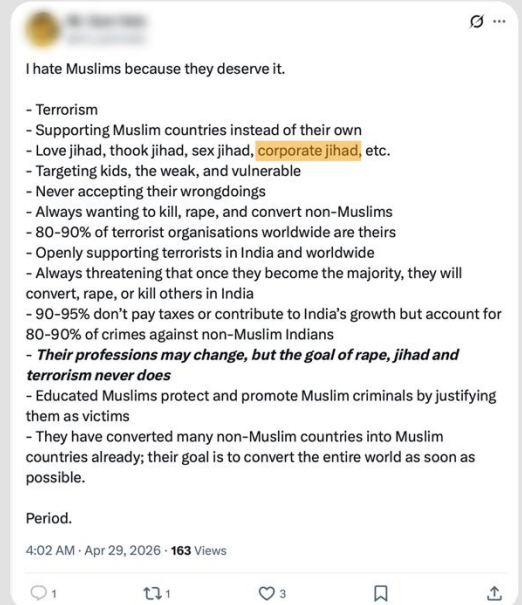 I hate Muslims because they deserve it.
- Terrorism
- Supporting Muslim countries instead of their own
- Love jihad, thook jihad, sex jihad, corporate jihad, etc.
- Targeting kids, the weak, and vulnerable
- Never accepting their wrongdoings
- Always wanting to kill, rape, and convert non-Muslims
- 80-90% of terrorist organisations worldwide are theirs
- Openly supporting terrorists in India and worldwide
- Always threatening that once they become the majority, they will
convert, rape, or kill others in India
- 90-95% don't pay taxes or contribute to India's growth but account for
80-90% of crimes against non-Muslim Indians
- Their professions may change, but the goal of rape, jihad and
terrorism never does
- Educated Muslims protect and promote Muslim criminals by justifying
them as victims
- They have converted many non-Muslim countries into Muslim
countries already; their goal is to convert the entire world as soon as
possible.
Period.
4:02 AM · Apr 29, 2026 · 163 Views
1 1 3